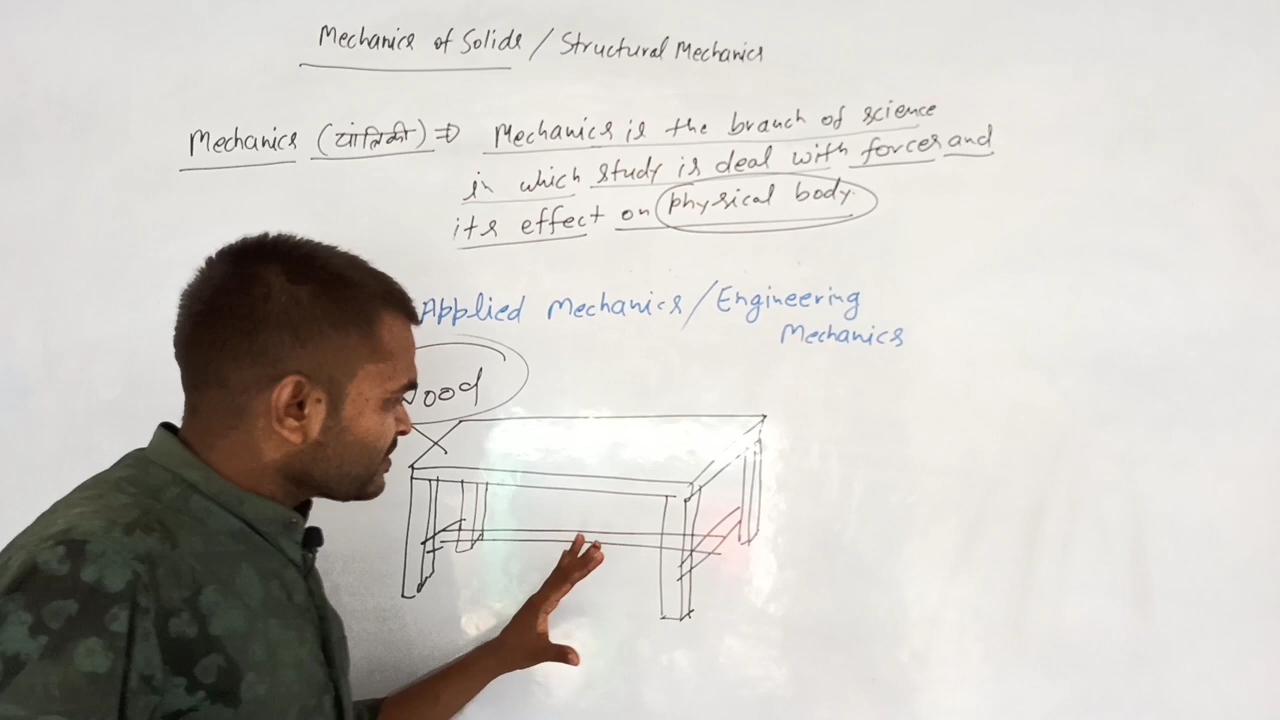 Mechanics of Solids / Structural Mechanics
Mechanics (यांत्रिकी) ⇒ Mechanics is the branch of science
in which study is deal with forces and
its effect on physical body.
Applied Mechanics / Engineering
Mechanics